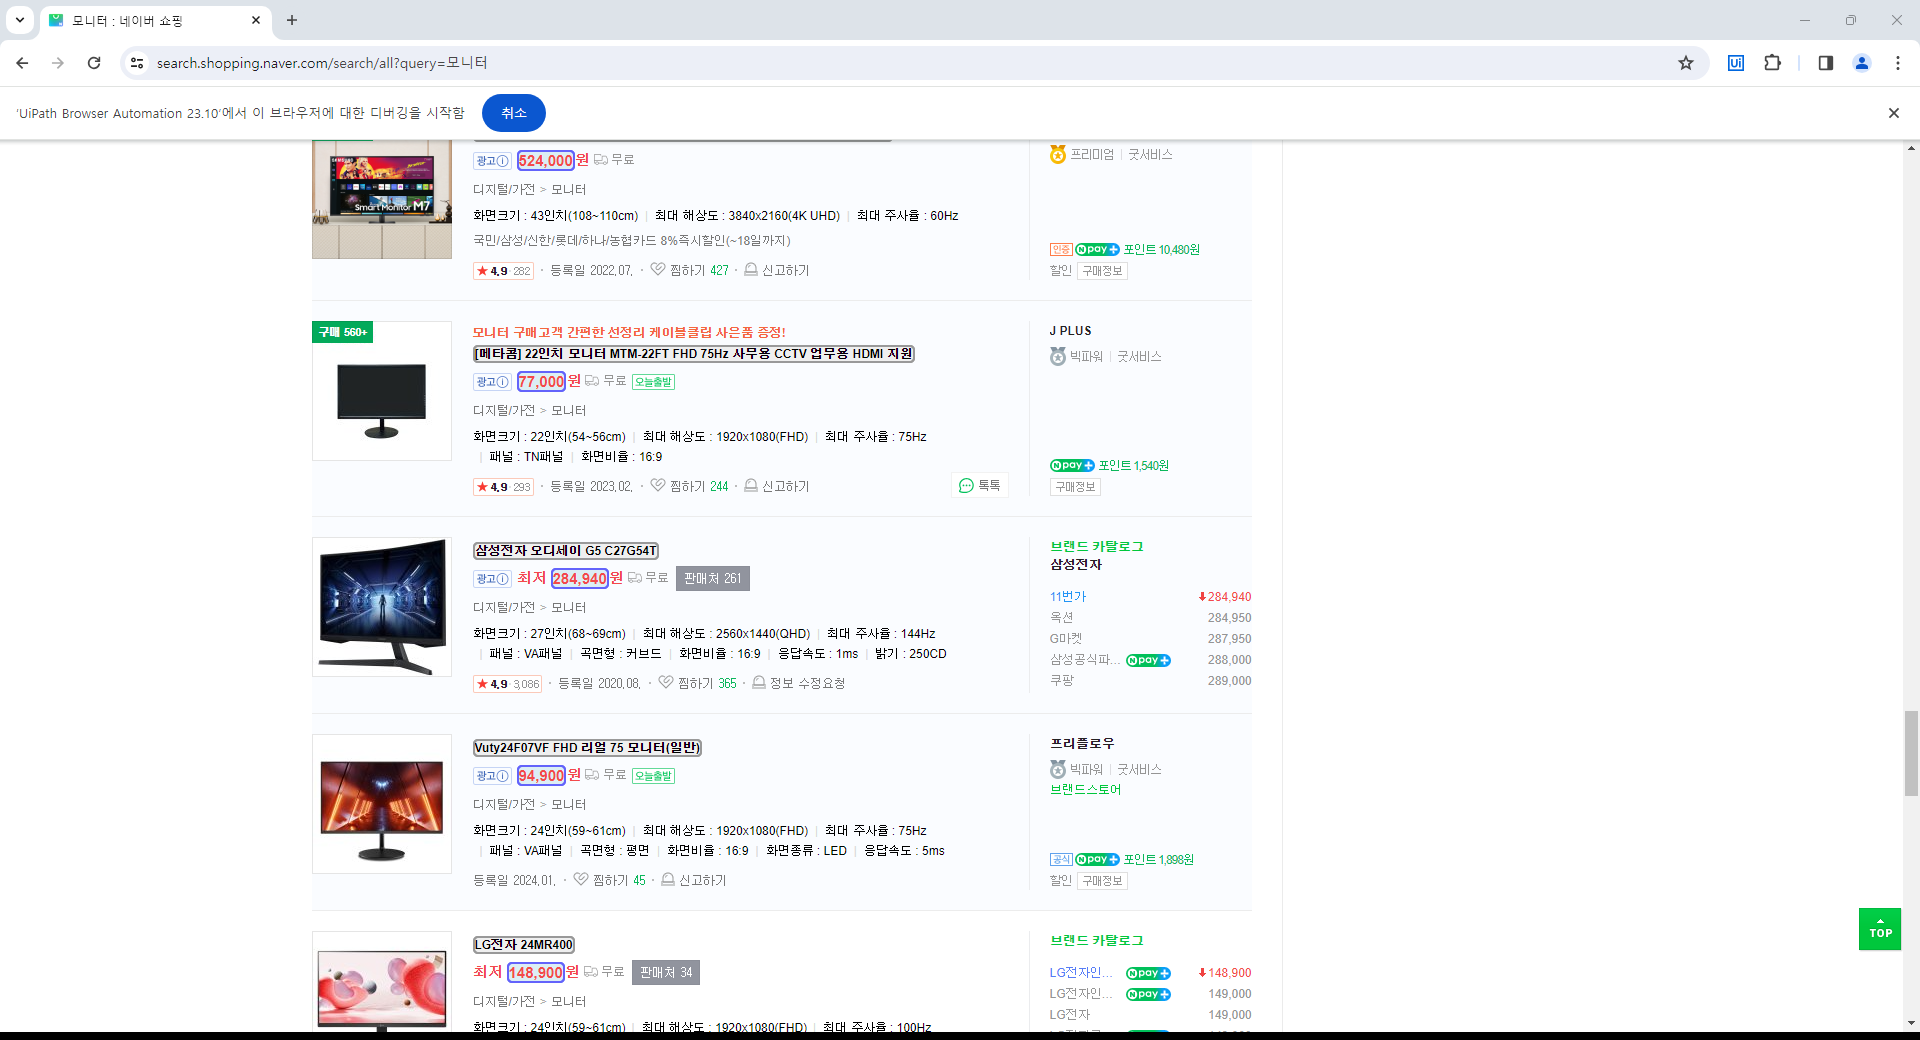 모니터 : 네이버 쇼핑
search.shopping.naver.com/search/all?query=모니터
'UiPath Browser Automation 23.10'에서 이 브라우저에 대한 디버깅을 시작함 취소
광고 524,000원 무료
디지털/가전 > 모니터
화면크기 : 43인치(108~110cm) | 최대 해상도 : 3840x2160(4K UHD) | 최대 주사율 : 60Hz
국민/삼성/신한/롯데/하나/농협카드 8%즉시할인(~18일까지)
★ 4.9 · 282 · 등록일 2022.07. · 찜하기 427 · 신고하기
프리미엄 | 굿서비스
인증 N pay+ 포인트 10,480원
할인 구매정보
Smart Monitor M7
구매 560+
모니터 구매고객 간편한 선정리 케이블클립 사은품 증정!
[메타콤] 22인치 모니터 MTM-22FT FHD 75Hz 사무용 CCTV 업무용 HDMI 지원
광고 77,000원 무료 오늘출발
디지털/가전 > 모니터
화면크기 : 22인치(54~56cm) | 최대 해상도 : 1920x1080(FHD) | 최대 주사율 : 75Hz
| 패널 : TN패널 | 화면비율 : 16:9
★ 4.9 · 293 · 등록일 2023.02. · 찜하기 244 · 신고하기
톡톡
J PLUS
빅파워 | 굿서비스
N pay+ 포인트 1,540원
구매정보
삼성전자 오디세이 G5 C27G54T
광고 최저 284,940원 무료 판매처 261
디지털/가전 > 모니터
화면크기 : 27인치(68~69cm) | 최대 해상도 : 2560x1440(QHD) | 최대 주사율 : 144Hz
| 패널 : VA패널 | 곡면형 : 커브드 | 화면비율 : 16:9 | 응답속도 : 1ms | 밝기 : 250CD
★ 4.9 · 3,086 · 등록일 2020.08. · 찜하기 365 · 정보 수정요청
브랜드 카탈로그
삼성전자
11번가 284,940
옥션 284,950
G마켓 287,950
삼성공식파... N pay+ 288,000
쿠팡 289,000
Vuty24F07VF FHD 리얼 75 모니터(일반)
광고 94,900원 무료 오늘출발
디지털/가전 > 모니터
화면크기 : 24인치(59~61cm) | 최대 해상도 : 1920x1080(FHD) | 최대 주사율 : 75Hz
| 패널 : VA패널 | 곡면형 : 평면 | 화면비율 : 16:9 | 화면종류 : LED | 응답속도 : 5ms
등록일 2024.01. · 찜하기 45 · 신고하기
프리플로우
빅파워 | 굿서비스
브랜드스토어
공식 N pay+ 포인트 1,898원
할인 구매정보
LG전자 24MR400
최저 148,900원 무료 판매처 34
디지털/가전 > 모니터
화면크기 : 24인치(59~61cm) | 최대 해상도 : 1920x1080(FHD) | 최대 주사율 : 100Hz
브랜드 카탈로그
LG전자인... N pay+ 148,900
LG전자인... N pay+ 149,000
LG전자 149,000
TOP